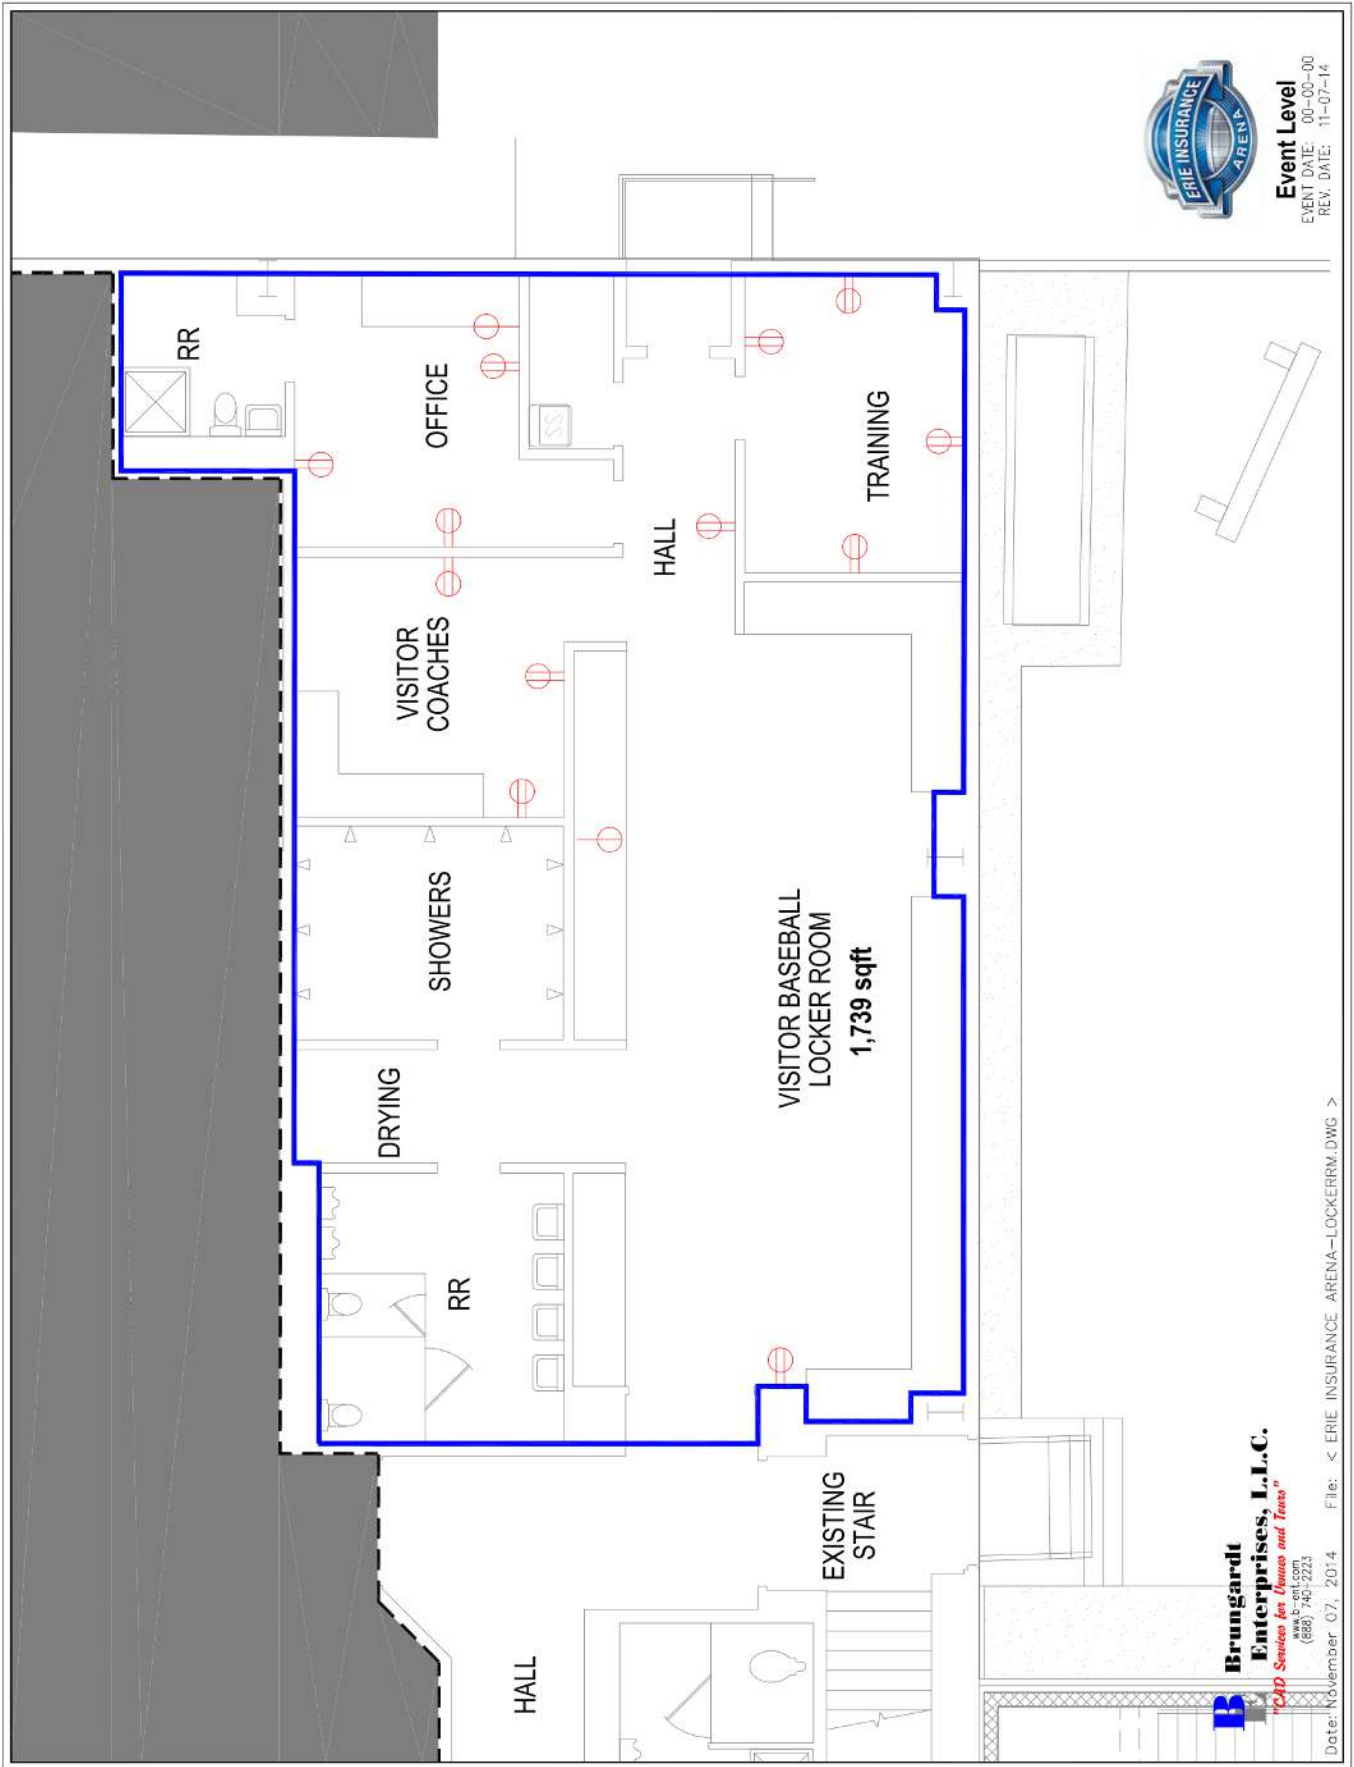 RR
OFFICE
VISITOR
COACHES
SHOWERS
DRYING
RR
HALL
TRAINING
VISITOR BASEBALL
LOCKER ROOM
1,739 sqft
HALL
EXISTING
STAIR
ERIE INSURANCE
ARENA
Event Level
EVENT DATE: 00-00-00
REV. DATE: 11-07-14
Brungardt
Enterprises, L.L.C.
"CAD Services for Venues and Tours"
www.b-ent.com
(888) 740-2223
Date: November 07, 2014 File: < ERIE INSURANCE ARENA-LOCKERRM.DWG >